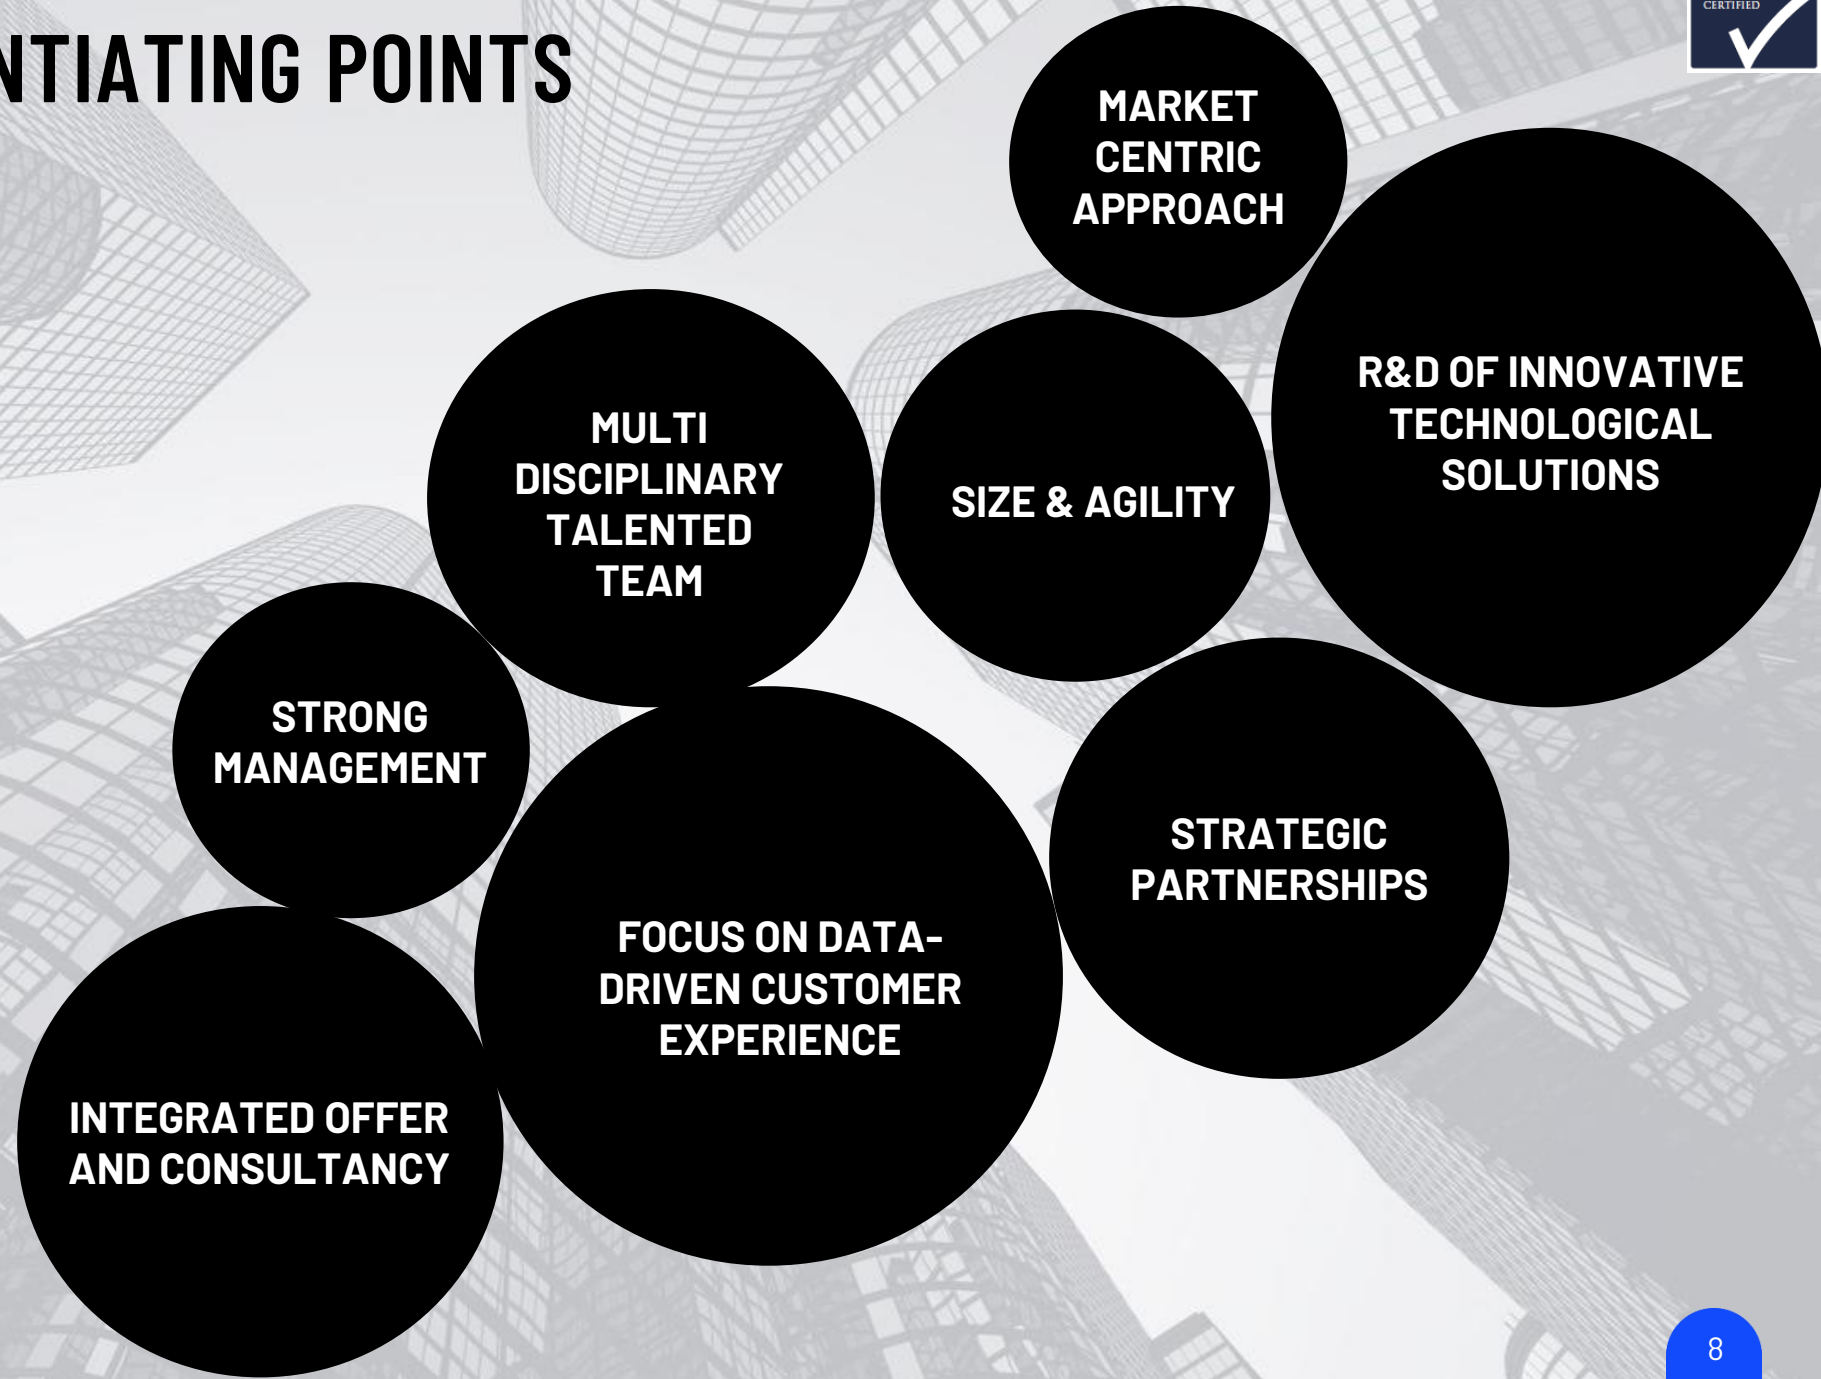 NTIATING POINTS
CERTIFIED
MARKET
CENTRIC
APPROACH
R&D OF INNOVATIVE
TECHNOLOGICAL
SOLUTIONS
MULTI
DISCIPLINARY
TALENTED
TEAM
SIZE & AGILITY
STRONG
MANAGEMENT
STRATEGIC
PARTNERSHIPS
FOCUS ON DATA-
DRIVEN CUSTOMER
EXPERIENCE
INTEGRATED OFFER
AND CONSULTANCY
8